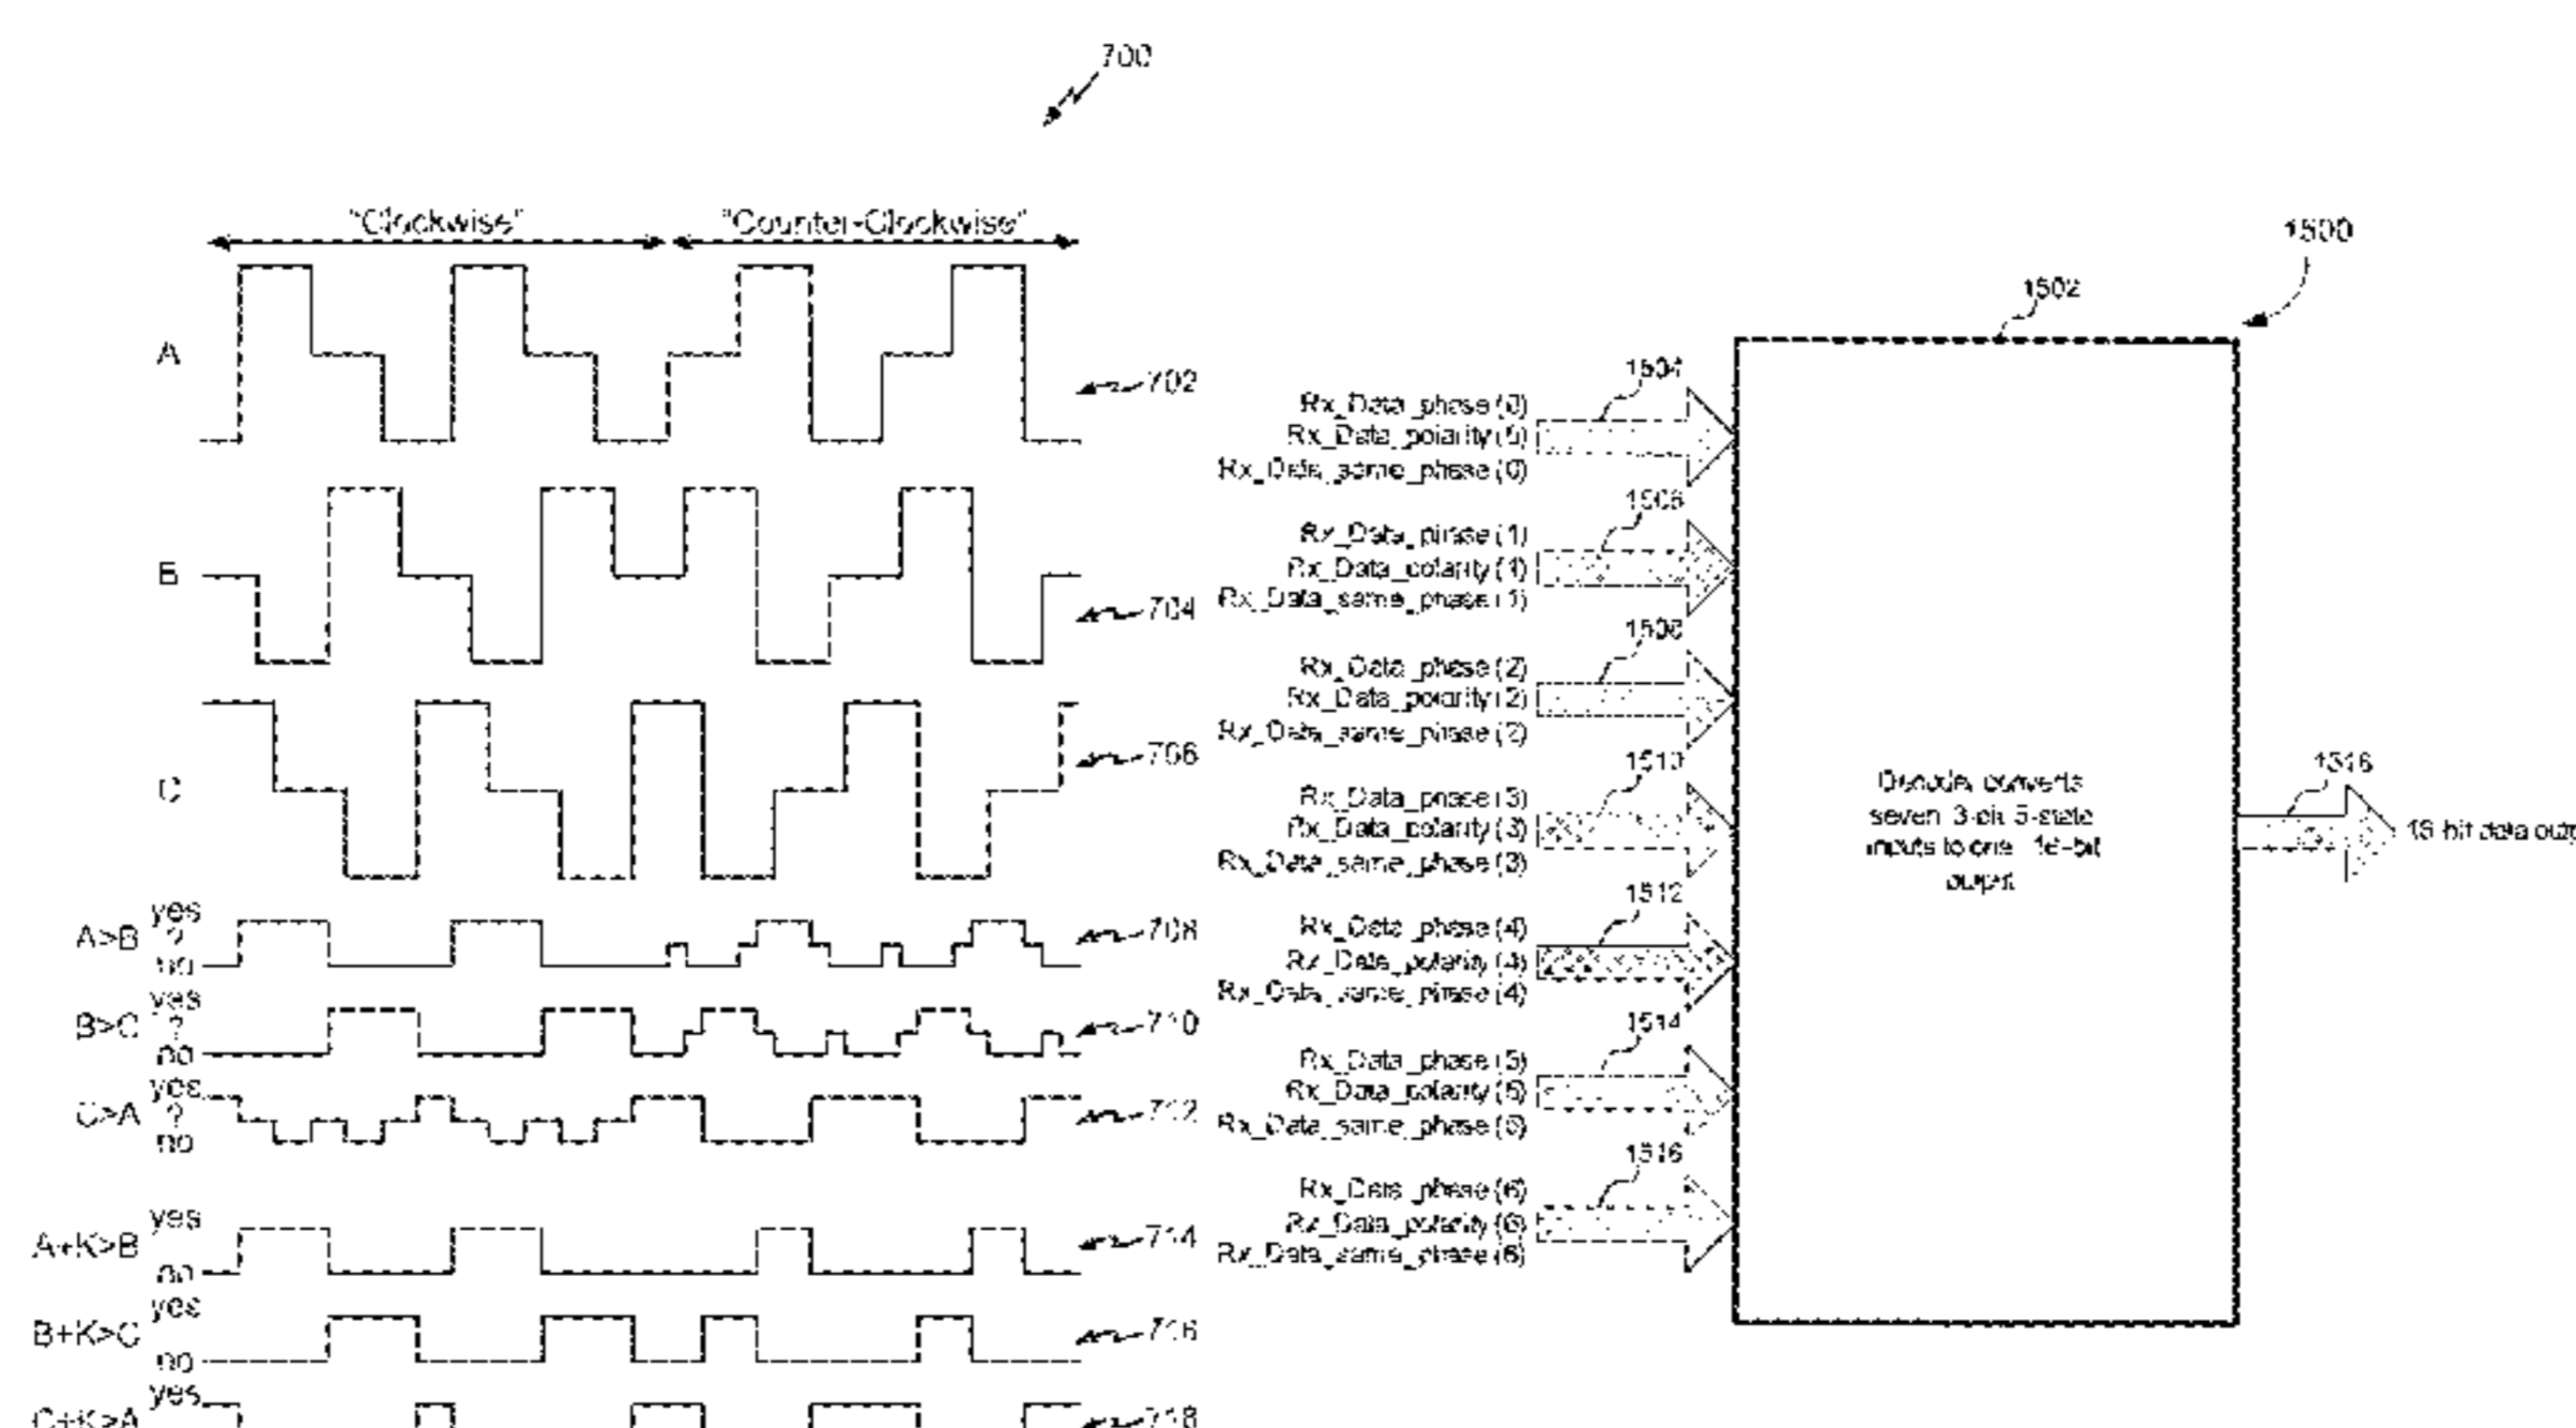 700
"Clockwise"
"Counter-Clockwise"
A
702
B
704
C
706
A>B
yes
?
no
708
B>C
yes
?
no
710
C>A
yes
?
no
712
A+K>B
yes
no
714
B+K>C
yes
no
716
C+K>A
yes
718
1500
1502
1504
Rx_Data_phase (0)
Rx_Data_polarity
Rx_Data_same_phase (0)
1506
Rx_Data_phase (1)
Rx_Data_polarity (1)
Rx_Data_same_phase (1)
1508
Rx_Data_phase (2)
Rx_Data_polarity (2)
Rx_Data_same_phase (2)
1510
Rx_Data_phase (3)
Rx_Data_polarity (3)
Rx_Data_same_phase (3)
1512
Rx_Data_phase (4)
Rx_Data_polarity (4)
Rx_Data_same_phase (4)
1514
Rx_Data_phase (5)
Rx_Data_polarity (5)
Rx_Data_same_phase (5)
1516
Rx_Data_phase (6)
Rx_Data_polarity (6)
Rx_Data_same_phase (6)
Decoder converts
seven 3-bit 5-state
inputs to one 16-bit
output
data